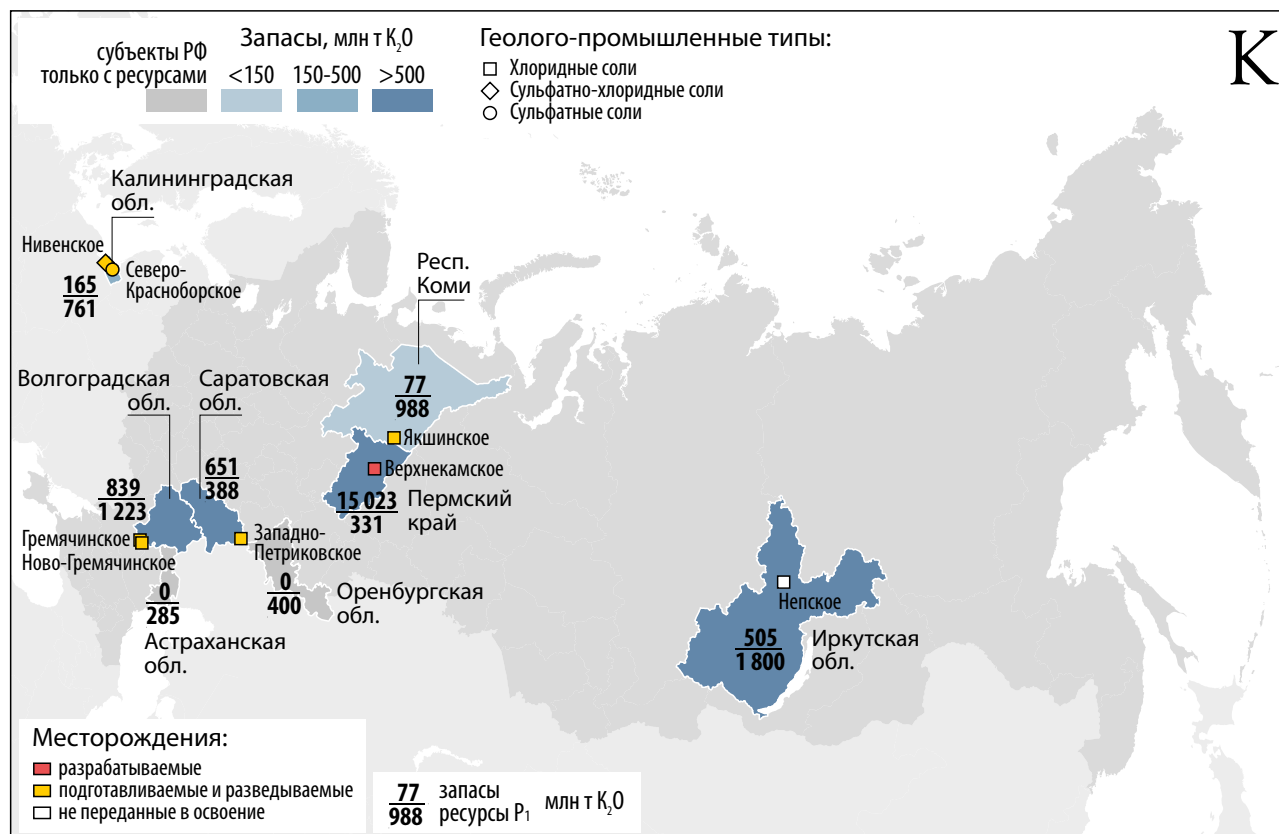 субъекты РФ
только с ресурсами
Запасы, млн т K₂O
<150 150-500 >500
Геолого-промышленные типы:
Хлоридные соли
Сульфатно-хлоридные соли
Сульфатные соли
K
Калининградская
обл.
Нивенское
Северо-
Красноборское
165
761
Респ.
Коми
77
988
Якшинское
Верхнекамское
15 023
331
Пермский
край
Волгоградская
обл.
Саратовская
обл.
839
1 223
651
388
Гремячинское
Ново-Гремячинское
Западно-
Петриковское
0
285
Астраханская
обл.
0
400
Оренбургская
обл.
Непское
505
1 800
Иркутская
обл.
Месторождения:
разрабатываемые
подготавливаемые и разведываемые
не переданные в освоение
77
988
запасы
ресурсы P₁
млн т K₂O